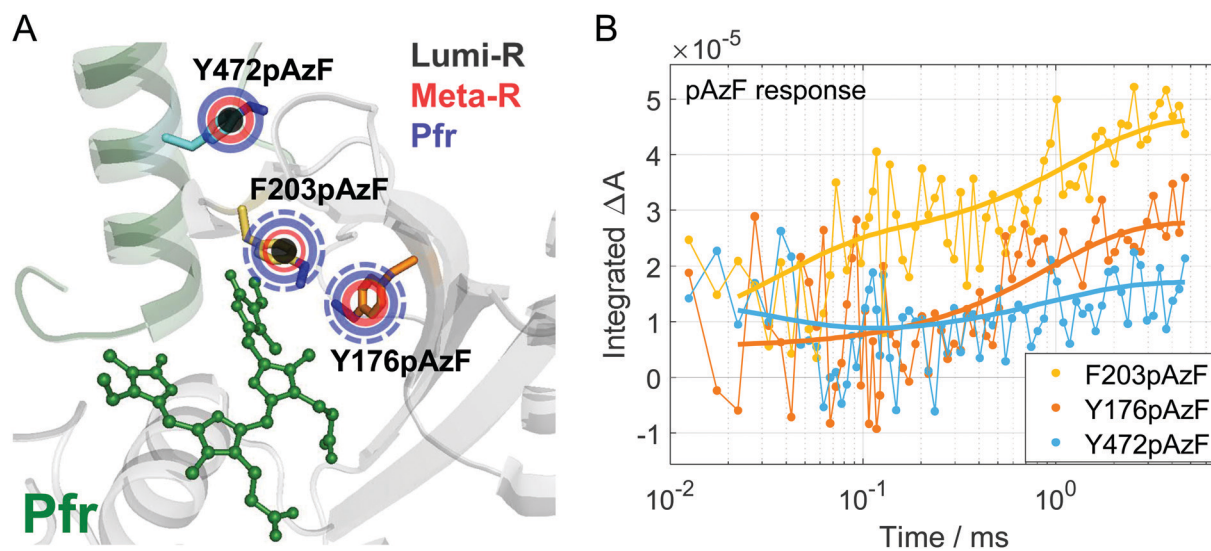 A
Y472pAzF
Lumi-R
Meta-R
Pfr
F203pAzF
Y176pAzF
Pfr
B
×10⁻⁵
pAzF response
5
4
3
2
1
0
-1
Integrated ΔA
F203pAzF
Y176pAzF
Y472pAzF
10⁻² 10⁻¹ 10⁰
Time / ms